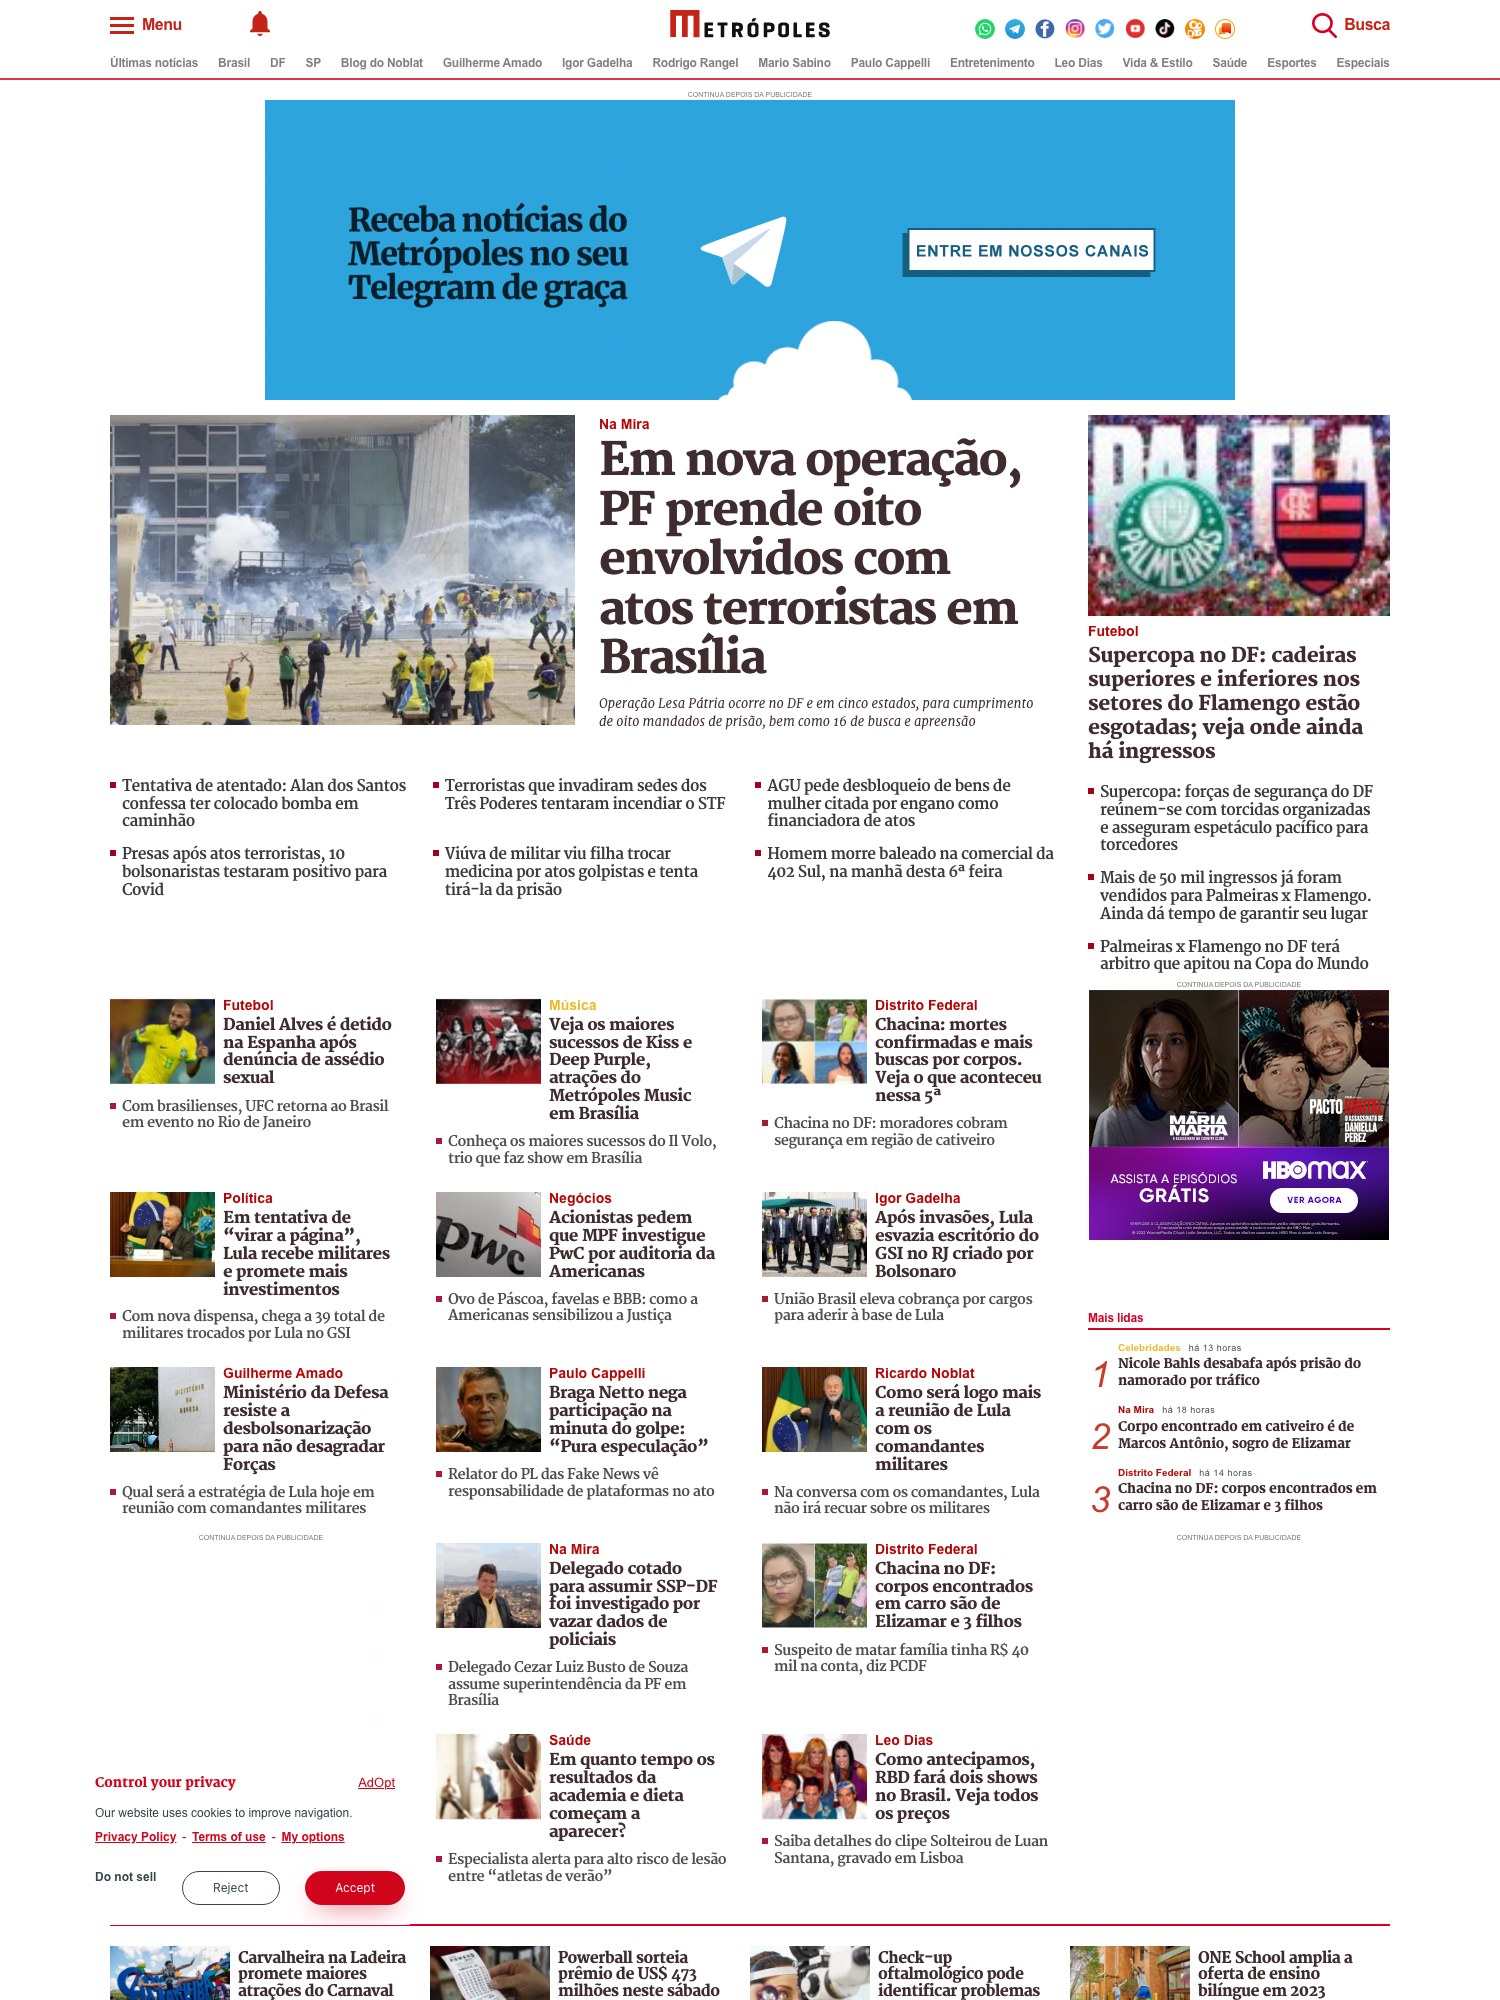 Menu
METRÓPOLES
Busca
Últimas notícias Brasil DF SP Blog do Noblat Guilherme Amado Igor Gadelha Rodrigo Rangel Mario Sabino Paulo Cappelli Entretenimento Leo Dias Vida & Estilo Saúde Esportes Especiais
CONTINUA DEPOIS DA PUBLICIDADE
Receba notícias do
Metrópoles no seu
Telegram de graça
ENTRE EM NOSSOS CANAIS
Na Mira
Em nova operação,
PF prende oito
envolvidos com
atos terroristas em
Brasília
Operação Lesa Pátria ocorre no DF e em cinco estados, para cumprimento
de oito mandados de prisão, bem como 16 de busca e apreensão
PALMEIRAS
Futebol
Supercopa no DF: cadeiras
superiores e inferiores nos
setores do Flamengo estão
esgotadas; veja onde ainda
há ingressos
Supercopa: forças de segurança do DF
reúnem-se com torcidas organizadas
e asseguram espetáculo pacífico para
torcedores
Mais de 50 mil ingressos já foram
vendidos para Palmeiras x Flamengo.
Ainda dá tempo de garantir seu lugar
Palmeiras x Flamengo no DF terá
arbitro que apitou na Copa do Mundo
Tentativa de atentado: Alan dos Santos
confessa ter colocado bomba em
caminhão
Presas após atos terroristas, 10
bolsonaristas testaram positivo para
Covid
Terroristas que invadiram sedes dos
Três Poderes tentaram incendiar o STF
Viúva de militar viu filha trocar
medicina por atos golpistas e tenta
tirá-la da prisão
AGU pede desbloqueio de bens de
mulher citada por engano como
financiadora de atos
Homem morre baleado na comercial da
402 Sul, na manhã desta 6ª feira
Futebol
Daniel Alves é detido
na Espanha após
denúncia de assédio
sexual
Com brasilienses, UFC retorna ao Brasil
em evento no Rio de Janeiro
Música
Veja os maiores
sucessos de Kiss e
Deep Purple,
atrações do
Metrópoles Music
em Brasília
Conheça os maiores sucessos do Il Volo,
trio que faz show em Brasília
Distrito Federal
Chacina: mortes
confirmadas e mais
buscas por corpos.
Veja o que aconteceu
nessa 5ª
Chacina no DF: moradores cobram
segurança em região de cativeiro
CONTINUA DEPOIS DA PUBLICIDADE
HAPPY
NEW YEAR
MARIA
MARTA
PACTO BRUTAL
O ASSASSINATO DE
DANIELLA
PEREZ
ASSISTA A EPISÓDIOS
GRÁTIS
HBOMAX
VER AGORA
Política
Em tentativa de
“virar a página”,
Lula recebe militares
e promete mais
investimentos
Com nova dispensa, chega a 39 total de
militares trocados por Lula no GSI
pwc
Negócios
Acionistas pedem
que MPF investigue
PwC por auditoria da
Americanas
Ovo de Páscoa, favelas e BBB: como a
Americanas sensibilizou a Justiça
Igor Gadelha
Após invasões, Lula
esvazia escritório do
GSI no RJ criado por
Bolsonaro
União Brasil eleva cobrança por cargos
para aderir à base de Lula
MINISTÉRIO
DA
DEFESA
Guilherme Amado
Ministério da Defesa
resiste a
desbolsonarização
para não desagradar
Forças
Qual será a estratégia de Lula hoje em
reunião com comandantes militares
Paulo Cappelli
Braga Netto nega
participação na
minuta do golpe:
“Pura especulação”
Relator do PL das Fake News vê
responsabilidade de plataformas no ato
Ricardo Noblat
Como será logo mais
a reunião de Lula
com os
comandantes
militares
Na conversa com os comandantes, Lula
não irá recuar sobre os militares
Mais lidas
1
Celebridades há 13 horas
Nicole Bahls desabafa após prisão do
namorado por tráfico
2
Na Mira há 18 horas
Corpo encontrado em cativeiro é de
Marcos Antônio, sogro de Elizamar
3
Distrito Federal há 14 horas
Chacina no DF: corpos encontrados em
carro são de Elizamar e 3 filhos
CONTINUA DEPOIS DA PUBLICIDADE
CONTINUA DEPOIS DA PUBLICIDADE
Na Mira
Delegado cotado
para assumir SSP-DF
foi investigado por
vazar dados de
policiais
Delegado Cezar Luiz Busto de Souza
assume superintendência da PF em
Brasília
Distrito Federal
Chacina no DF:
corpos encontrados
em carro são de
Elizamar e 3 filhos
Suspeito de matar família tinha R$ 40
mil na conta, diz PCDF
Saúde
Em quanto tempo os
resultados da
academia e dieta
começam a
aparecer?
Especialista alerta para alto risco de lesão
entre “atletas de verão”
Leo Dias
Como antecipamos,
RBD fará dois shows
no Brasil. Veja todos
os preços
Saiba detalhes do clipe Solteirou de Luan
Santana, gravado em Lisboa
Control your privacy
AdOpt
Our website uses cookies to improve navigation.
Privacy Policy - Terms of use - My options
Do not sell
Reject
Accept
Carvalheira na Ladeira
promete maiores
atrações do Carnaval
Powerball sorteia
prêmio de US$ 473
milhões neste sábado
Check-up
oftalmológico pode
identificar problemas
ONE School amplia a
oferta de ensino
bilíngue em 2023